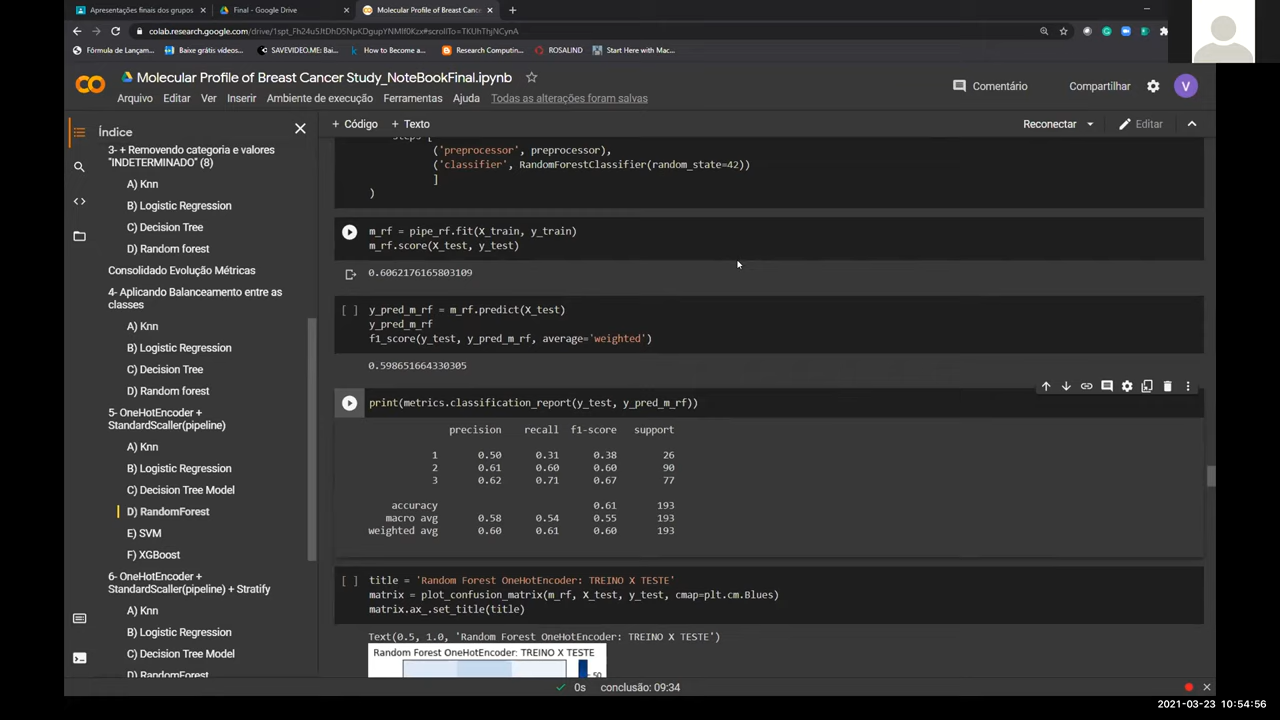 Apresentações finais dos grupos
Final - Google Drive
Molecular Profile of Breast Canc
colab.research.google.com/drive/1spt_Fh24u5JtDhD5NpKDgupYNMlf0Kzx#scrollTo=TKUhThjNCynA
Fórmula de Lançam...
Baixe grátis vídeos...
SAVEVIDEO.ME: Bai...
How to Become a...
Research Computin...
ROSALIND
Start Here with Mac...
Molecular Profile of Breast Cancer Study_NoteBookFinal.ipynb
Comentário
Compartilhar
V
Arquivo Editar Ver Inserir Ambiente de execução Ferramentas Ajuda Todas as alterações foram salvas
+ Código + Texto
Reconectar
Editar
Índice
3- + Removendo categoria e valores
"INDETERMINADO" (8)
A) Knn
B) Logistic Regression
C) Decision Tree
D) Random forest
Consolidado Evolução Métricas
4- Aplicando Balanceamento entre as
classes
A) Knn
B) Logistic Regression
C) Decision Tree
D) Random forest
5- OneHotEncoder +
StandardScaller(pipeline)
A) Knn
B) Logistic Regression
C) Decision Tree Model
D) RandomForest
E) SVM
F) XGBoost
6- OneHotEncoder +
StandardScaller(pipeline) + Stratify
A) Knn
B) Logistic Regression
C) Decision Tree Model
D) RandomForest
steps [
('preprocessor', preprocessor),
('classifier', RandomForestClassifier(random_state=42))
]
)
m_rf = pipe_rf.fit(X_train, y_train)
m_rf.score(X_test, y_test)
0.6062176165803109
[ ] y_pred_m_rf = m_rf.predict(X_test)
y_pred_m_rf
f1_score(y_test, y_pred_m_rf, average='weighted')
0.598651664330305
print(metrics.classification_report(y_test, y_pred_m_rf))
precision recall f1-score support
1 0.50 0.31 0.38 26
2 0.61 0.60 0.60 90
3 0.62 0.71 0.67 77
accuracy 0.61 193
macro avg 0.58 0.54 0.55 193
weighted avg 0.60 0.61 0.60 193
[ ] title = 'Random Forest OneHotEncoder: TREINO X TESTE'
matrix = plot_confusion_matrix(m_rf, X_test, y_test, cmap=plt.cm.Blues)
matrix.ax_.set_title(title)
Text(0.5, 1.0, 'Random Forest OneHotEncoder: TREINO X TESTE')
Random Forest OneHotEncoder: TREINO X TESTE
50
0s conclusão: 09:34
2021-03-23 10:54:56